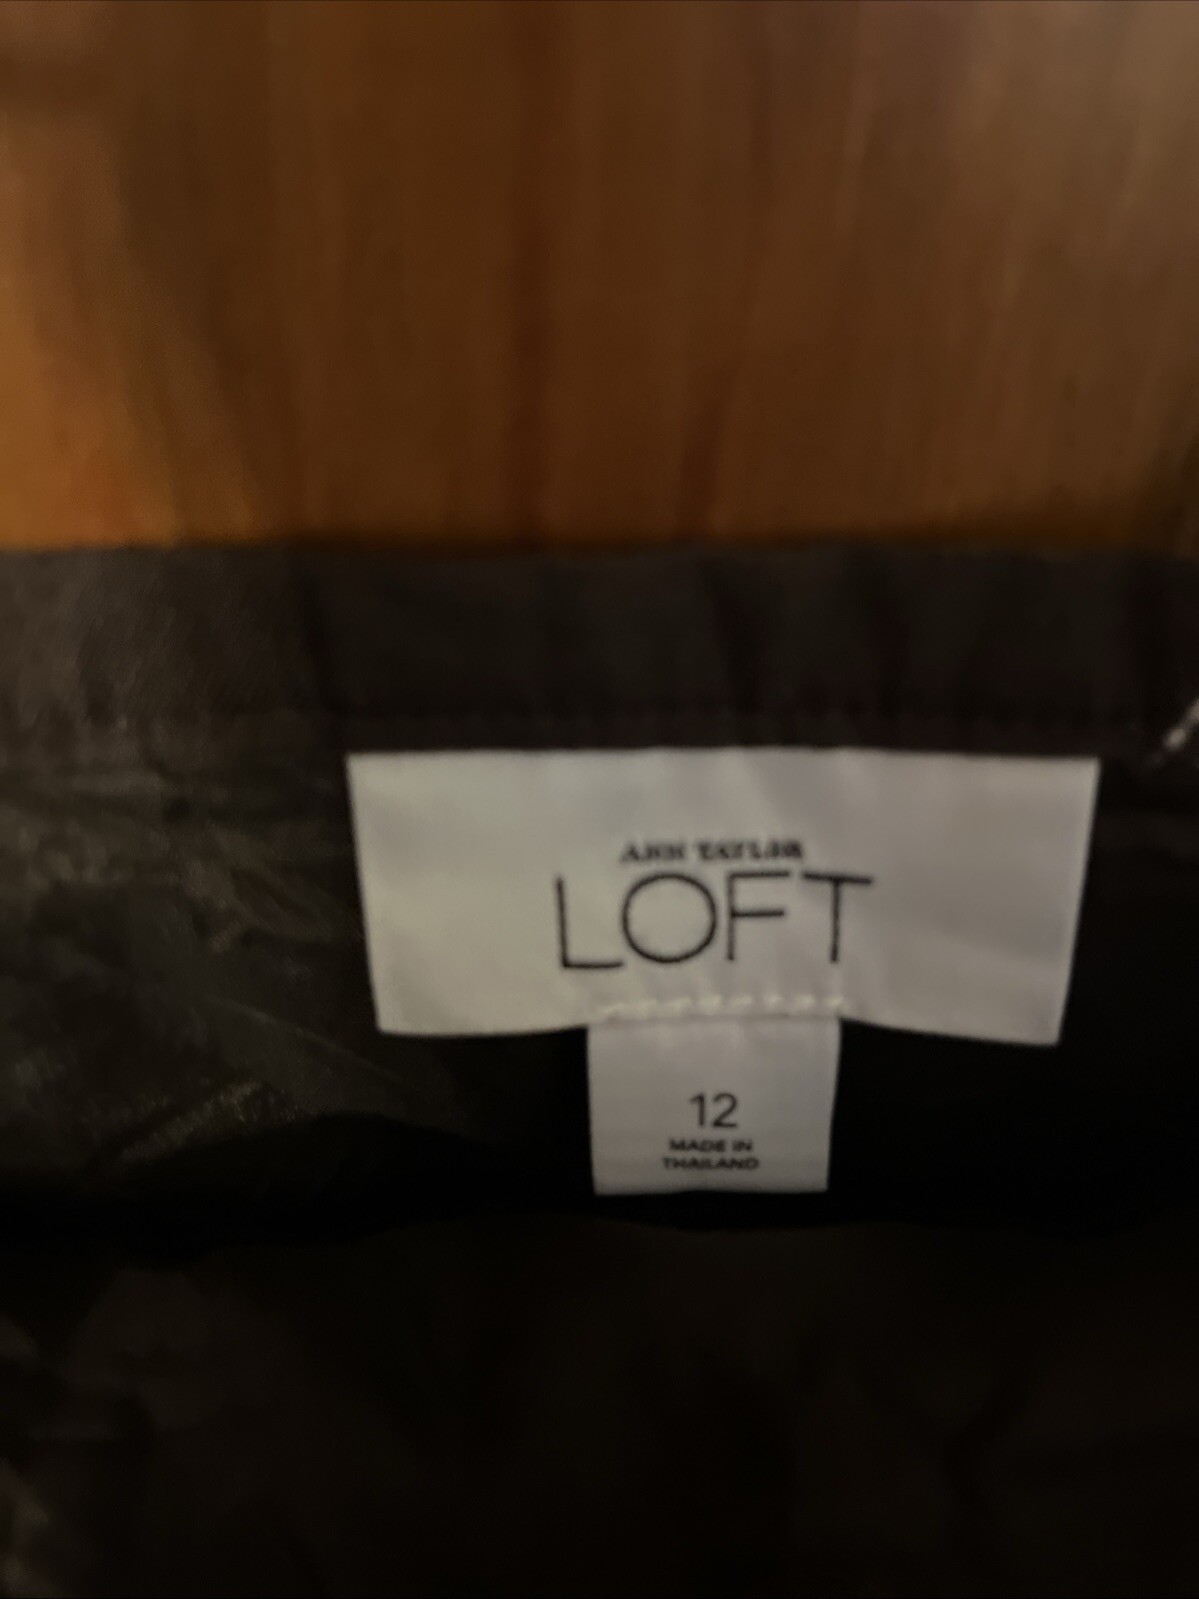 ANN TAYLOR
LOFT
12
MADE IN
THAILAND